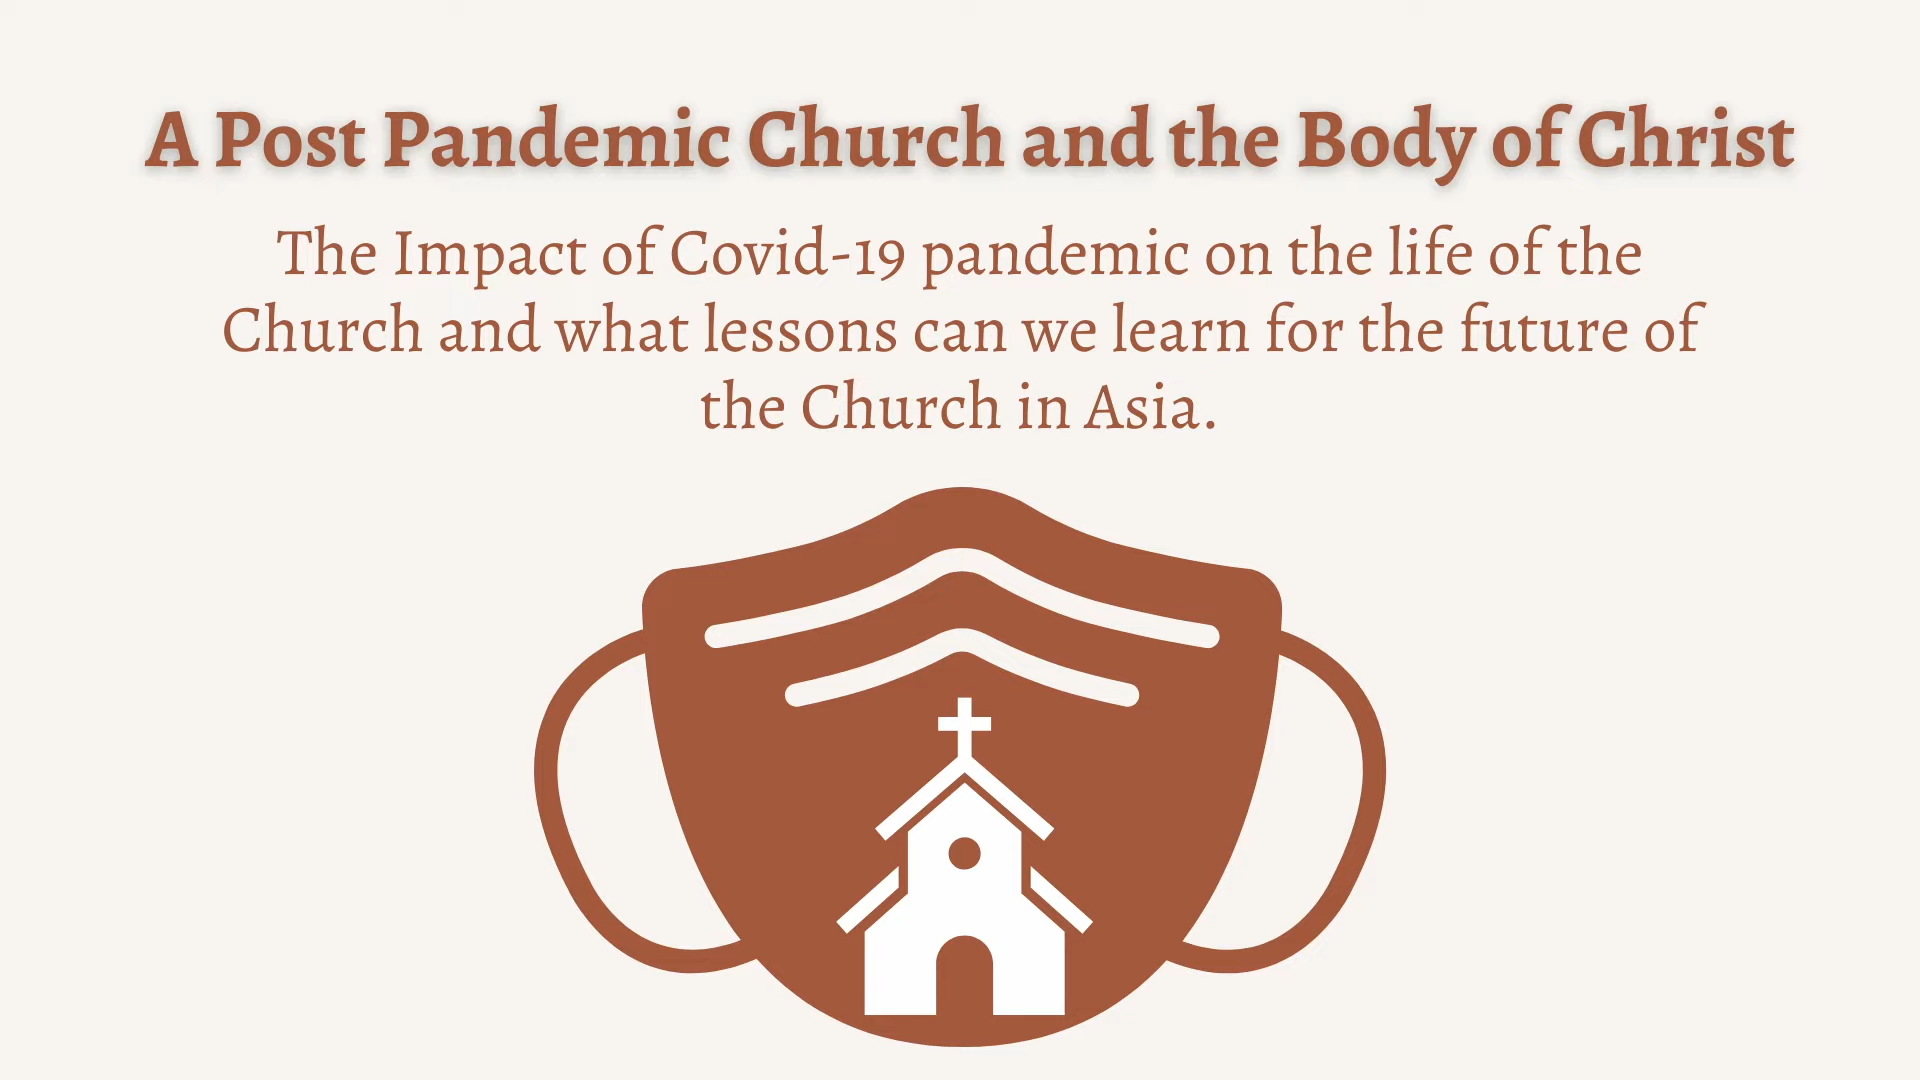 A Post Pandemic Church and the Body of Christ
The Impact of Covid-19 pandemic on the life of the
Church and what lessons can we learn for the future of
the Church in Asia.